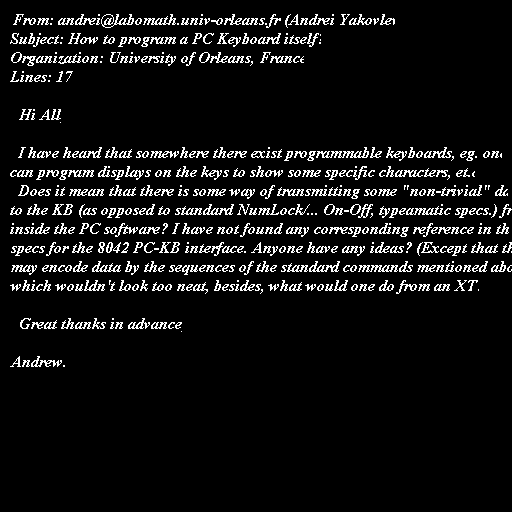 From: andrei@labomath.univ-orleans.fr (Andrei Yakovlev
Subject: How to program a PC Keyboard itself?
Organization: University of Orleans, France
Lines: 17
Hi All,
I have heard that somewhere there exist programmable keyboards, eg. one
can program displays on the keys to show some specific characters, et.c
Does it mean that there is some way of transmitting some "non-trivial"
to the KB (as opposed to standard NumLock/... On-Off, typeamatic specs.)
inside the PC software? I have not found any corresponding reference in
specs for the 8042 PC-KB interface. Anyone have any ideas? (Except that
may encode data by the sequences of the standard commands mentioned
which wouldn't look too neat, besides, what would one do from an XT
Great thanks in advance,
Andrew.